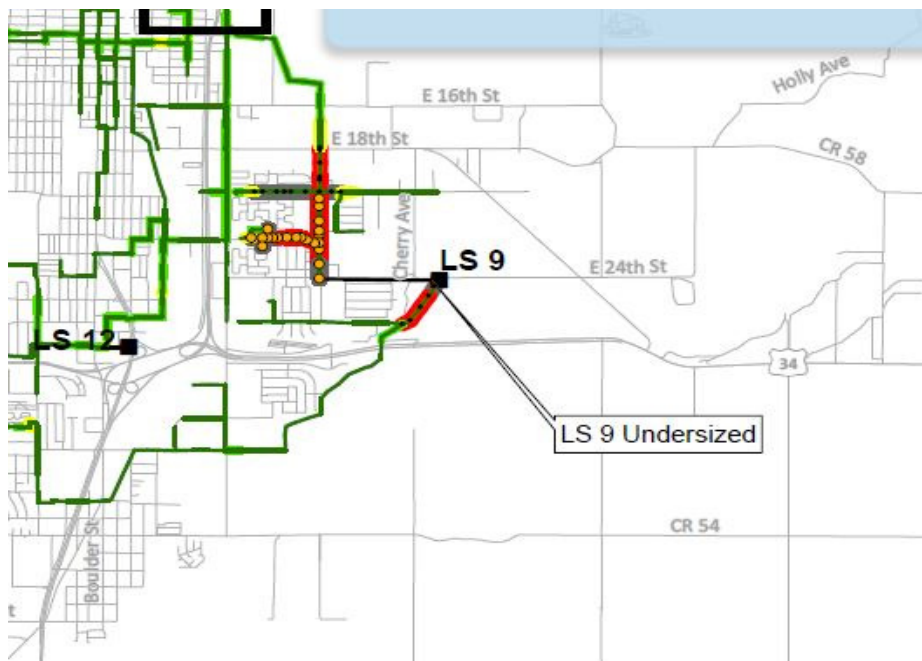 Holly Ave
E 16th St
E 18th St
CR 58
Cherry Ave
LS 9
E 24th St
LS 12
34
LS 9 Undersized
CR 54
Boulder St
t